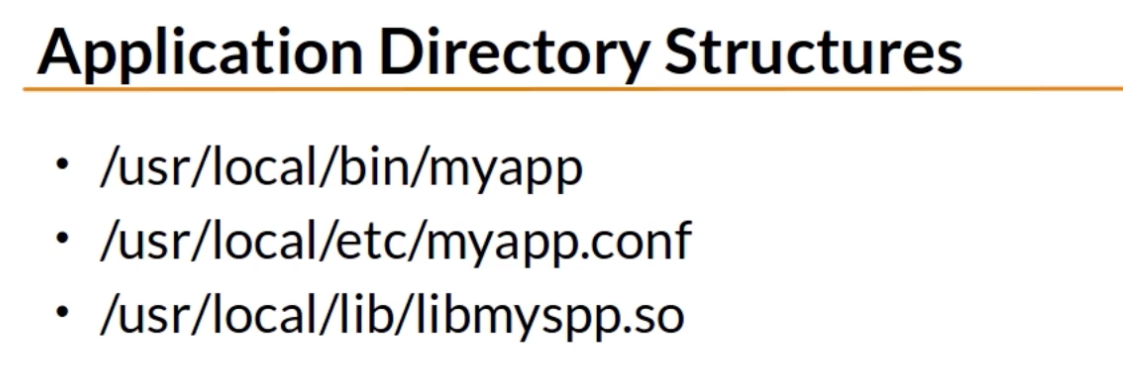 Application Directory Structures
• /usr/local/bin/myapp
• /usr/local/etc/myapp.conf
• /usr/local/lib/libmyspp.so